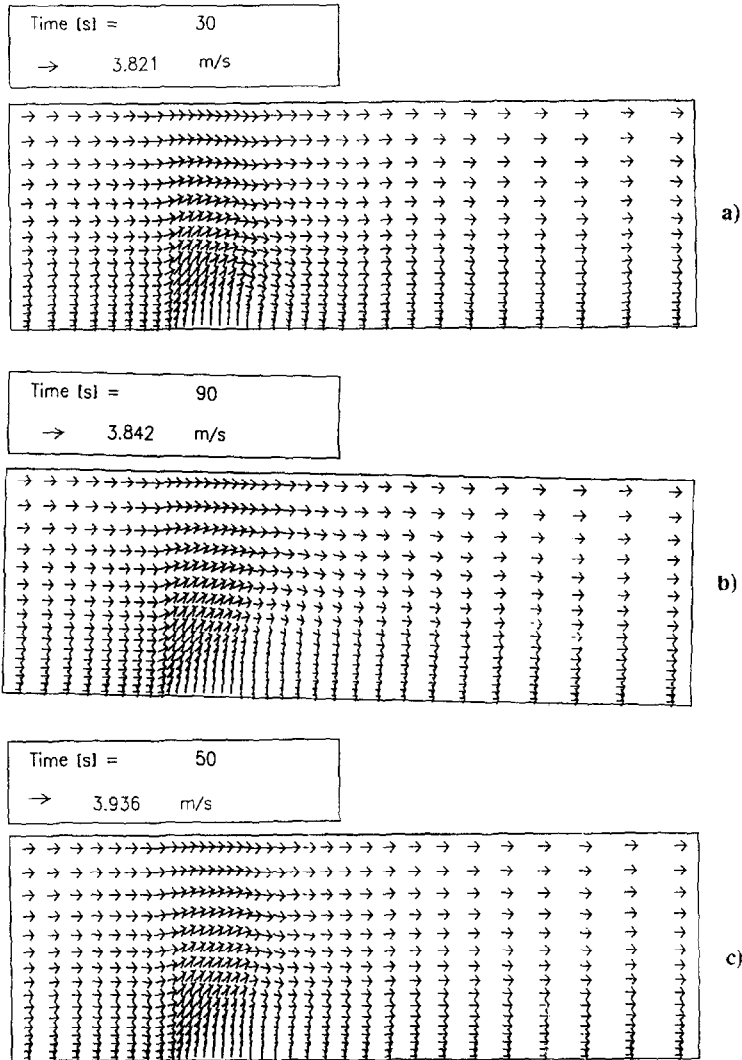 Time [s] = 30
3.821 m/s
a)
Time [s] = 90
3.842 m/s
b)
Time [s] = 50
3.936 m/s
c)